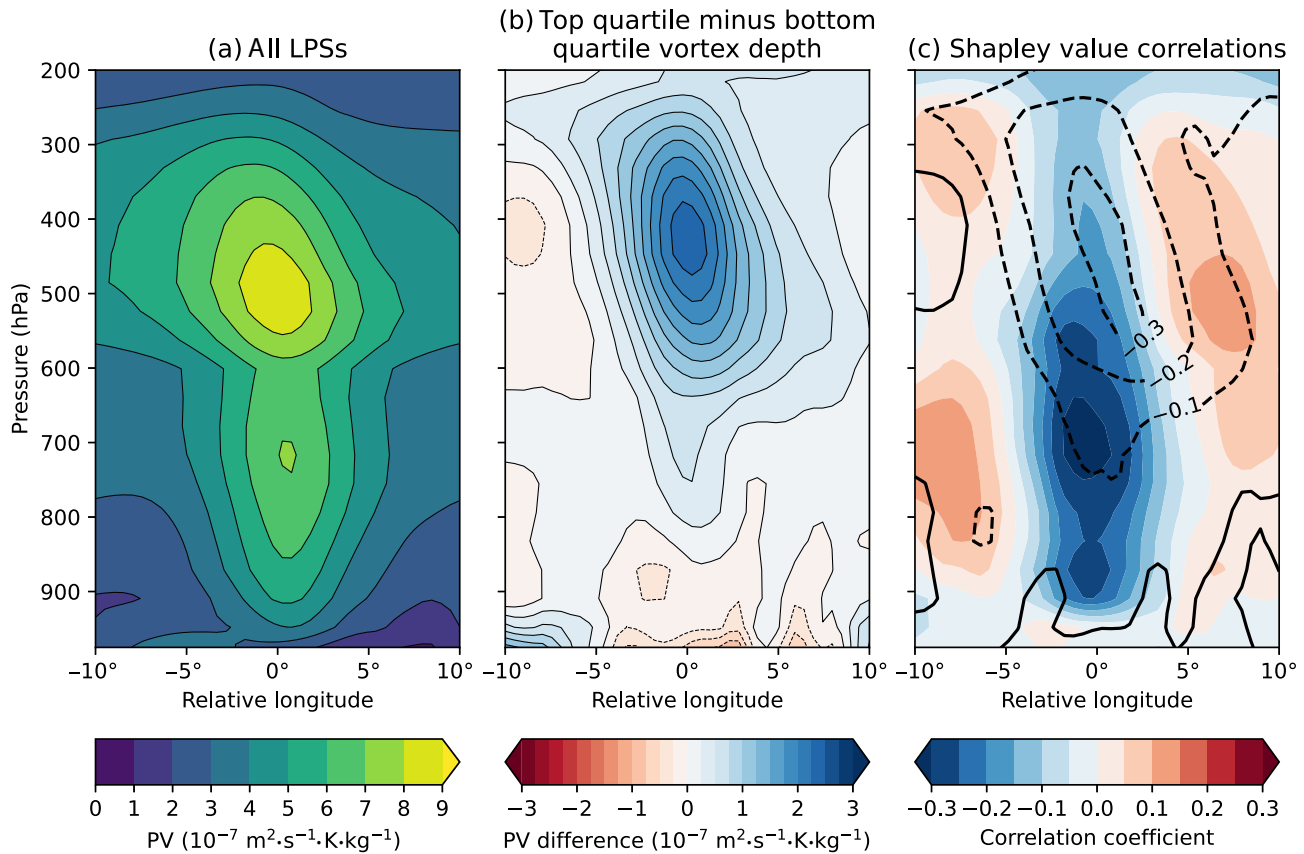 (a) All LPSs
(b) Top quartile minus bottom
quartile vortex depth
(c) Shapley value correlations
Pressure (hPa)
200
300
400
500
600
700
800
900
−0.3
−0.2
−0.1
−10° −5° 0° 5° 10°
−10° −5° 0° 5° 10°
−10° −5° 0° 5° 10°
Relative longitude
Relative longitude
Relative longitude
0 1 2 3 4 5 6 7 8 9
PV (10⁻⁷ m²·s⁻¹·K·kg⁻¹)
−3 −2 −1 0 1 2 3
PV difference (10⁻⁷ m²·s⁻¹·K·kg⁻¹)
−0.3 −0.2 −0.1 0.0 0.1 0.2 0.3
Correlation coefficient